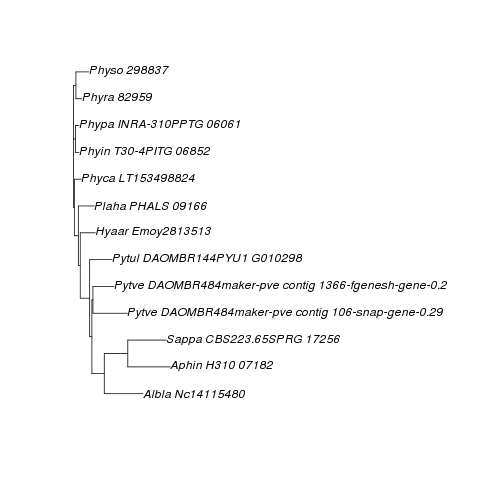 Physo 298837
Phyra 82959
Phypa INRA-310PPTG 06061
Phyin T30-4PITG 06852
Phyca LT153498824
Plaha PHALS 09166
Hyaar Emoy2813513
Pytul DAOMBR144PYU1 G010298
Pytve DAOMBR484maker-pve contig 1366-fgenesh-gene-0.2
Pytve DAOMBR484maker-pve contig 106-snap-gene-0.29
Sappa CBS223.65SPRG 17256
Aphin H310 07182
Albla Nc14115480